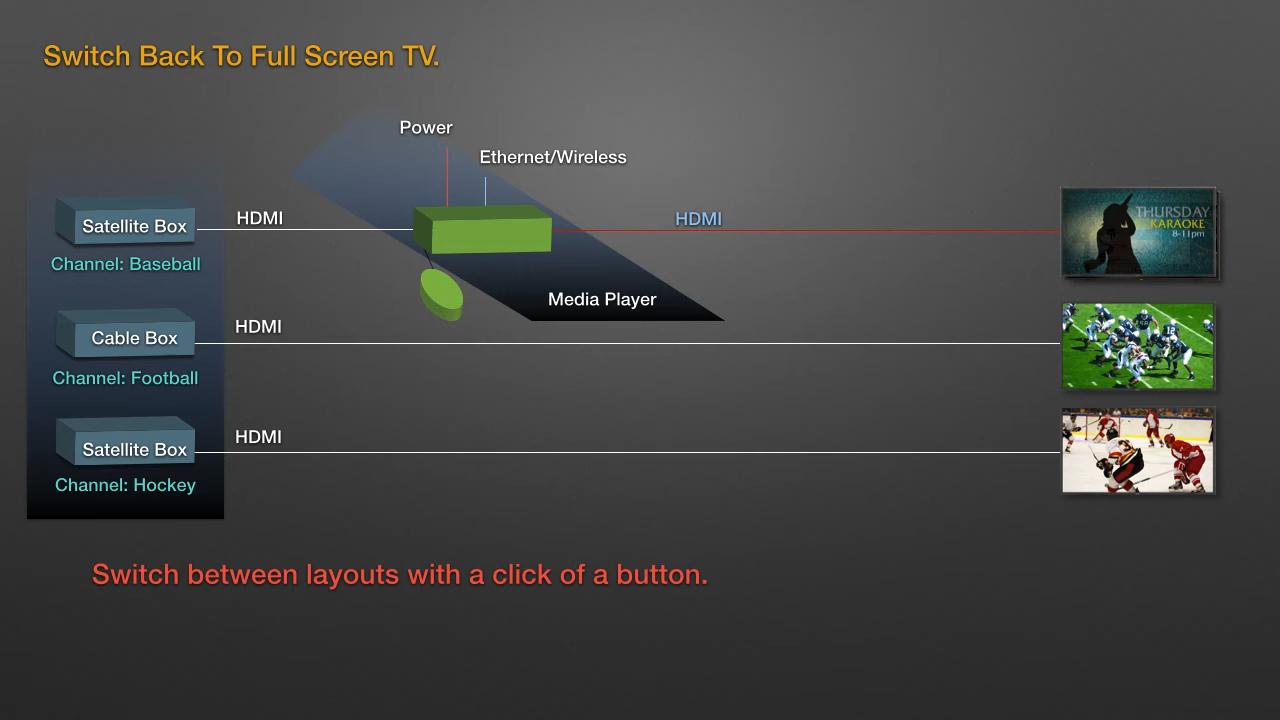 Switch Back To Full Screen TV.
Power
Ethernet/Wireless
Satellite Box
HDMI
HDMI
THURSDAY
KARAOKE
8-11pm
Channel: Baseball
Media Player
Cable Box
HDMI
Channel: Football
Satellite Box
HDMI
Channel: Hockey
Switch between layouts with a click of a button.